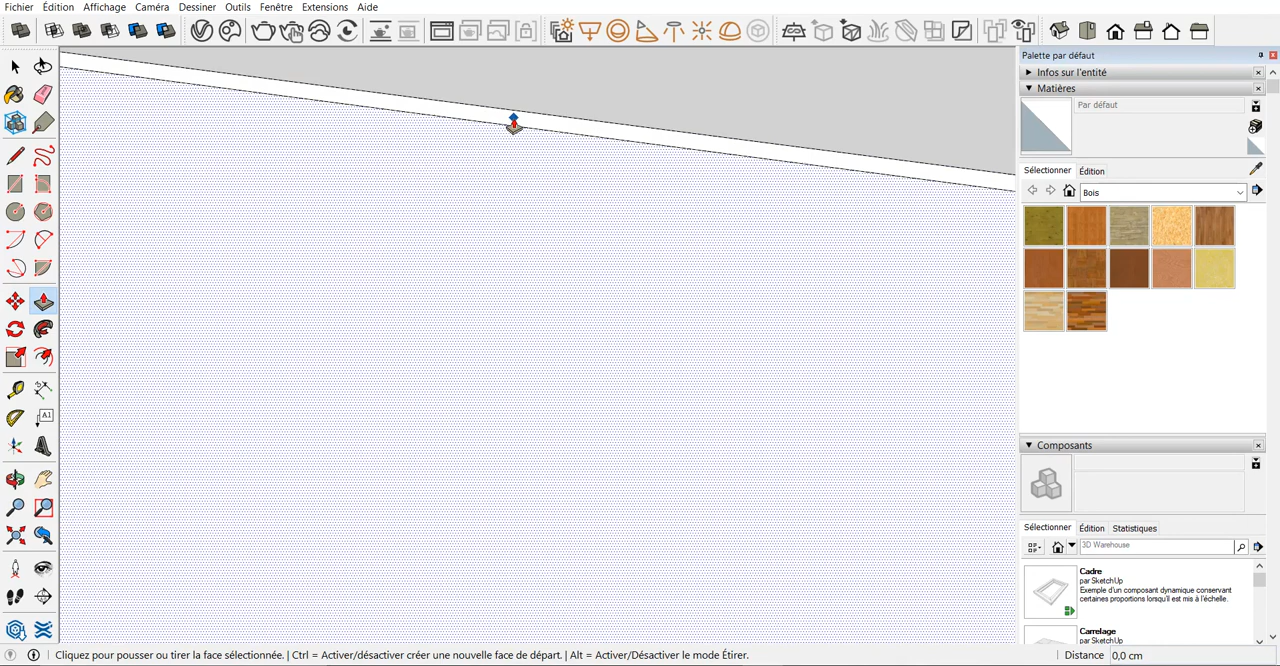 Fichier Édition Affichage Caméra Dessiner Outils Fenêtre Extensions Aide
Palette par défaut
Infos sur l'entité
Matières
Par défaut
Sélectionner Édition
Bois
Composants
Sélectionner Édition Statistiques
3D Warehouse
Cadre
par SketchUp
Exemple d'un composant dynamique conservant
certaines proportions lorsqu'il est mis à l'échelle.
Carrelage
par SketchUp
A1
Cliquez pour pousser ou tirer la face sélectionnée. | Ctrl = Activer/désactiver créer une nouvelle face de départ. | Alt = Activer/Désactiver le mode Étirer. Distance 0,0 cm